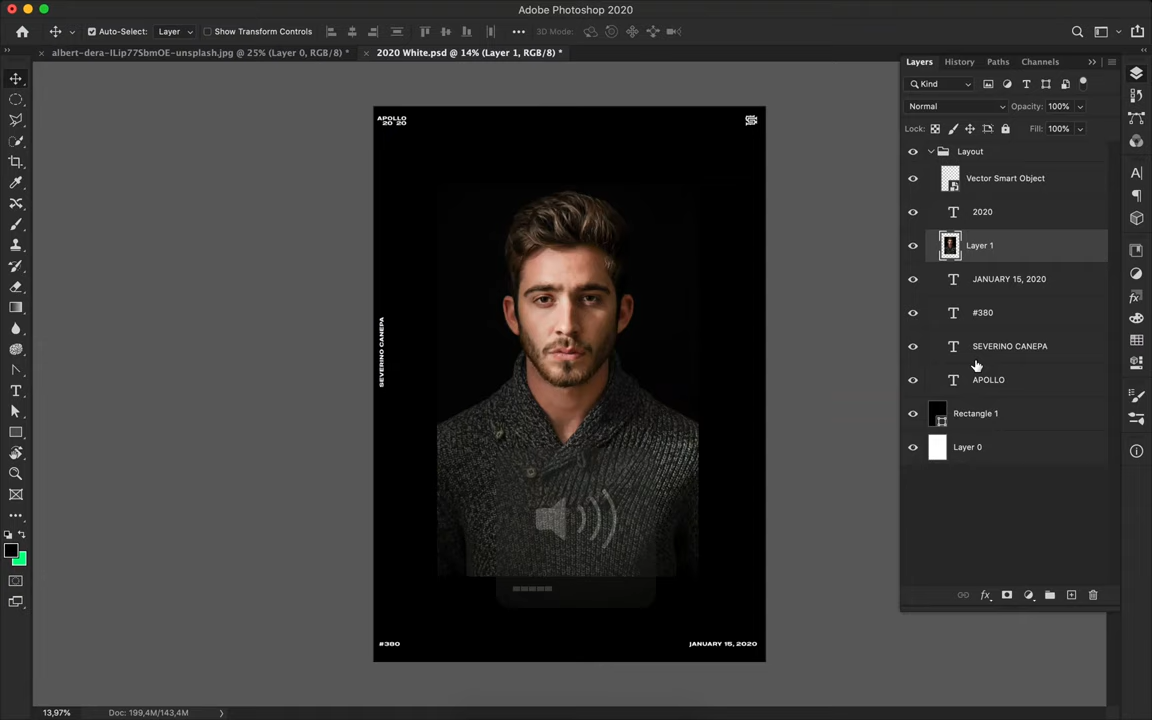 Adobe Photoshop 2020
Auto-Select:
Layer
Show Transform Controls
3D Mode:
albert-dera-ILip77SbmOE-unsplash.jpg @ 25% (Layer 0, RGB/8) *
2020 White.psd @ 14% (Layer 1, RGB/8) *
Layers
History
Paths
Channels
Kind
Normal
Opacity: 100%
Lock:
Fill: 100%
Layout
Vector Smart Object
2020
Layer 1
JANUARY 15, 2020
#380
SEVERINO CANEPA
APOLLO
Rectangle 1
Layer 0
APOLLO
20 20
SEVERINO CANEPA
#380
JANUARY 15, 2020
13,97%
Doc: 199,4M/143,4M